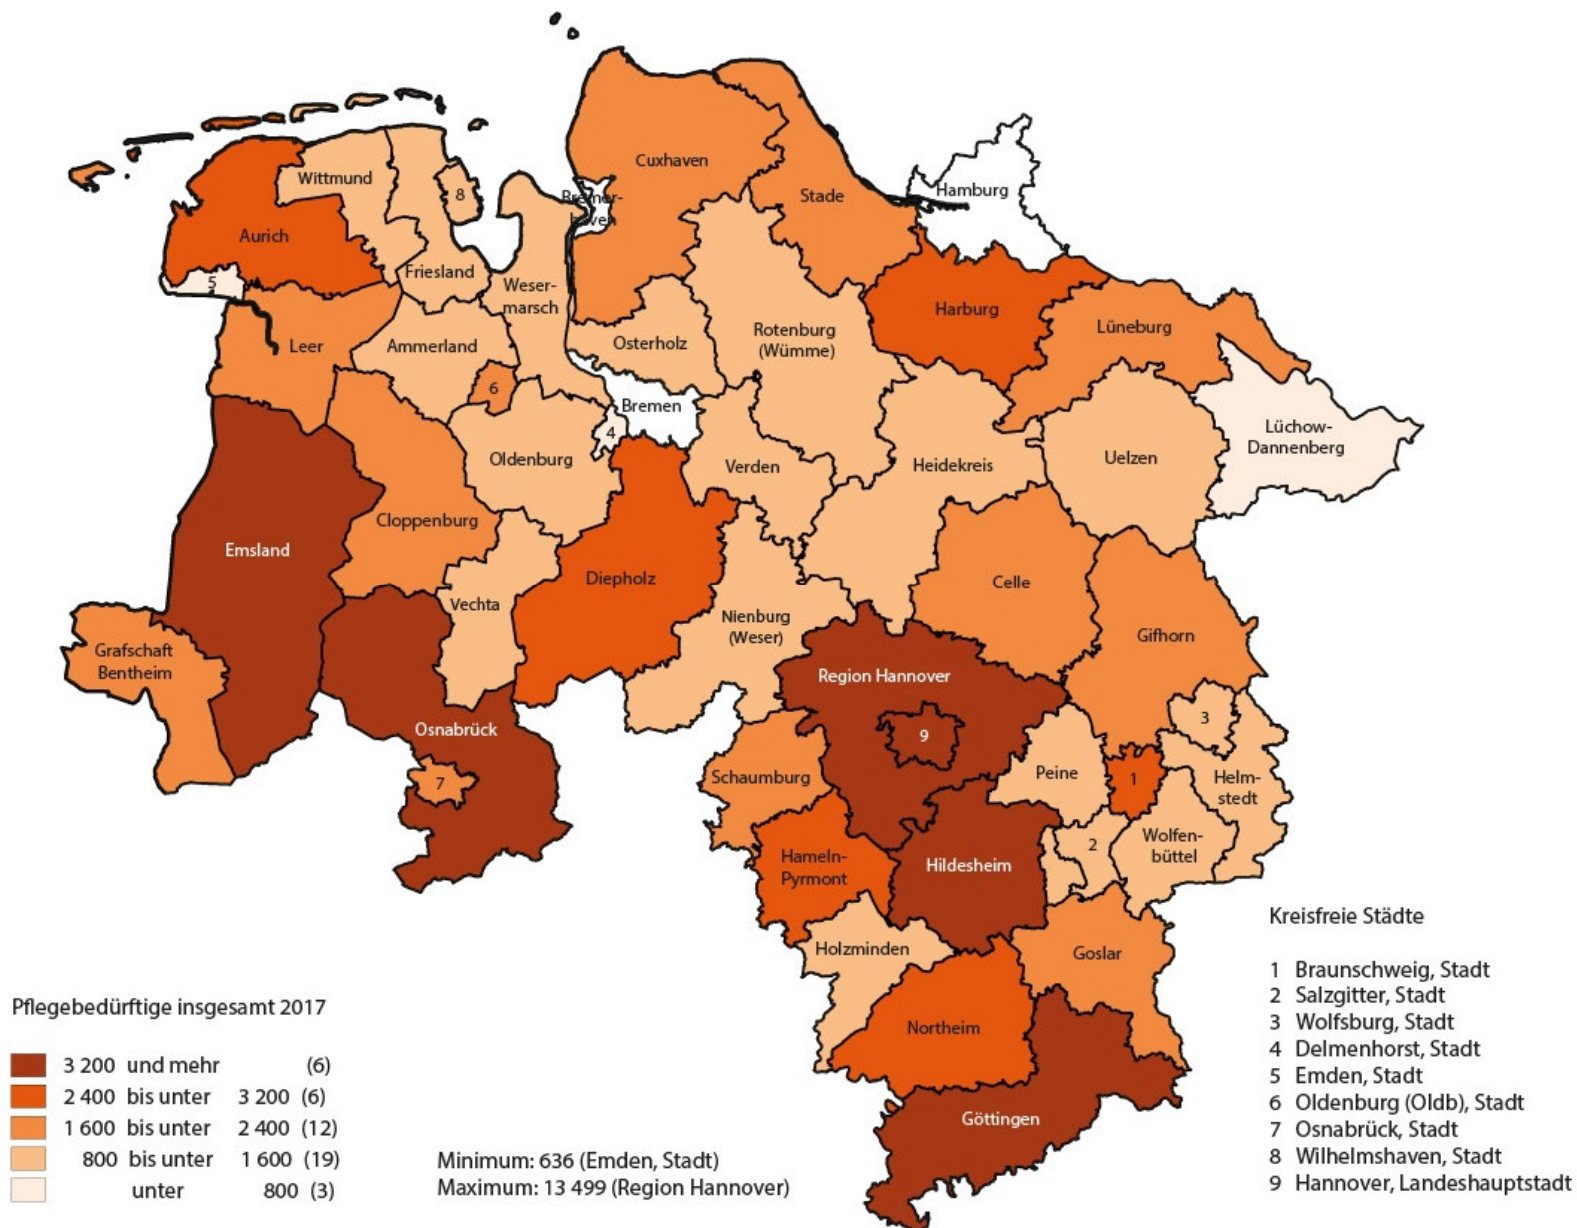 Cuxhaven
Wittmund
8
Bremer-
haven
Stade
Hamburg
Aurich
Friesland
5
Weser-
marsch
Harburg
Lüneburg
Leer
Ammerland
Osterholz
Rotenburg
(Wümme)
6
Bremen
4
Lüchow-
Dannenberg
Oldenburg
Verden
Heidekreis
Uelzen
Cloppenburg
Emsland
Diepholz
Celle
Vechta
Nienburg
(Weser)
Gifhorn
Grafschaft
Bentheim
Region Hannover
Osnabrück
9
3
7
Schaumburg
Peine
1
Helm-
stedt
Hameln-
Pyrmont
Hildesheim
2
Wolfen-
büttel
Holzminden
Goslar
Northeim
Göttingen
Kreisfreie Städte
1 Braunschweig, Stadt
2 Salzgitter, Stadt
3 Wolfsburg, Stadt
4 Delmenhorst, Stadt
5 Emden, Stadt
6 Oldenburg (Oldb), Stadt
7 Osnabrück, Stadt
8 Wilhelmshaven, Stadt
9 Hannover, Landeshauptstadt
Pflegebedürftige insgesamt 2017
3 200 und mehr (6)
2 400 bis unter 3 200 (6)
1 600 bis unter 2 400 (12)
800 bis unter 1 600 (19)
unter 800 (3)
Minimum: 636 (Emden, Stadt)
Maximum: 13 499 (Region Hannover)